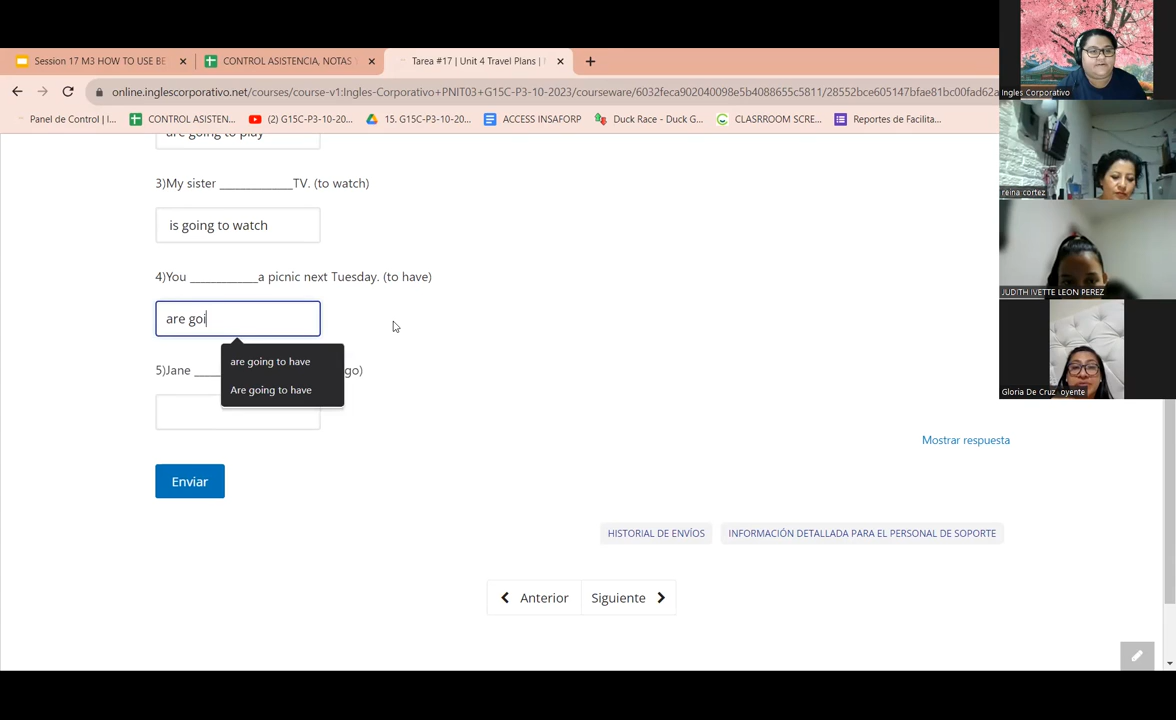 Session 17 M3 HOW TO USE BE
CONTROL ASISTENCIA, NOTAS
Tarea #17 | Unit 4 Travel Plans |
online.inglescorporativo.net/courses/course-v1:Ingles-Corporativo+PNIT03+G15C-P3-10-2023/courseware/6032feca902040098e5b4088655c5811/28552bce605147bfae81bc00fad62a
Panel de Control | I...
CONTROL ASISTEN...
(2) G15C-P3-10-20...
15. G15C-P3-10-20...
ACCESS INSAFORP
Duck Race - Duck G...
CLASRROOM SCRE...
Reportes de Facilita...
are going to play
3)My sister ____________TV. (to watch)
is going to watch
4)You ___________a picnic next Tuesday. (to have)
are goi
are going to have
Are going to have
5)Jane ____ go)
Mostrar respuesta
Enviar
HISTORIAL DE ENVÍOS
INFORMACIÓN DETALLADA PARA EL PERSONAL DE SOPORTE
Anterior
Siguiente
Ingles Corporativo
reina cortez
JUDITH IVETTE LEON PEREZ
Gloria De Cruz oyente